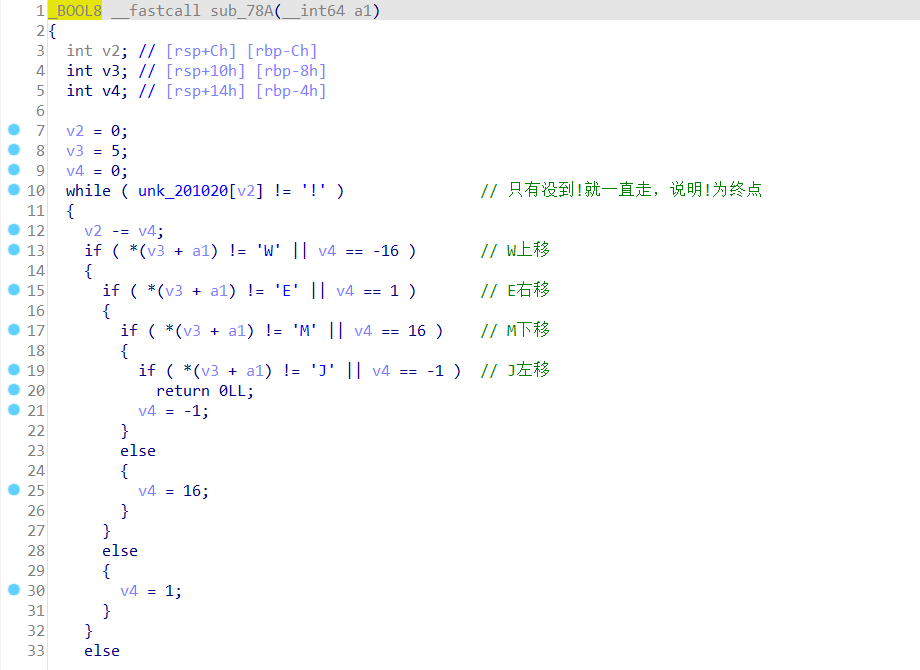 1 _BOOL8 __fastcall sub_78A(__int64 a1)
2 {
3   int v2; // [rsp+Ch] [rbp-Ch]
4   int v3; // [rsp+10h] [rbp-8h]
5   int v4; // [rsp+14h] [rbp-4h]
6
7   v2 = 0;
8   v3 = 5;
9   v4 = 0;
10   while ( unk_201020[v2] != '!' )               // 只有没到!就一直走，说明!为终点
11   {
12     v2 -= v4;
13     if ( *(v3 + a1) != 'W' || v4 == -16 )       // W上移
14     {
15       if ( *(v3 + a1) != 'E' || v4 == 1 )       // E右移
16       {
17         if ( *(v3 + a1) != 'M' || v4 == 16 )    // M下移
18         {
19           if ( *(v3 + a1) != 'J' || v4 == -1 )  // J左移
20             return 0LL;
21           v4 = -1;
22         }
23         else
24         {
25           v4 = 16;
26         }
27       }
28       else
29       {
30         v4 = 1;
31       }
32     }
33     else